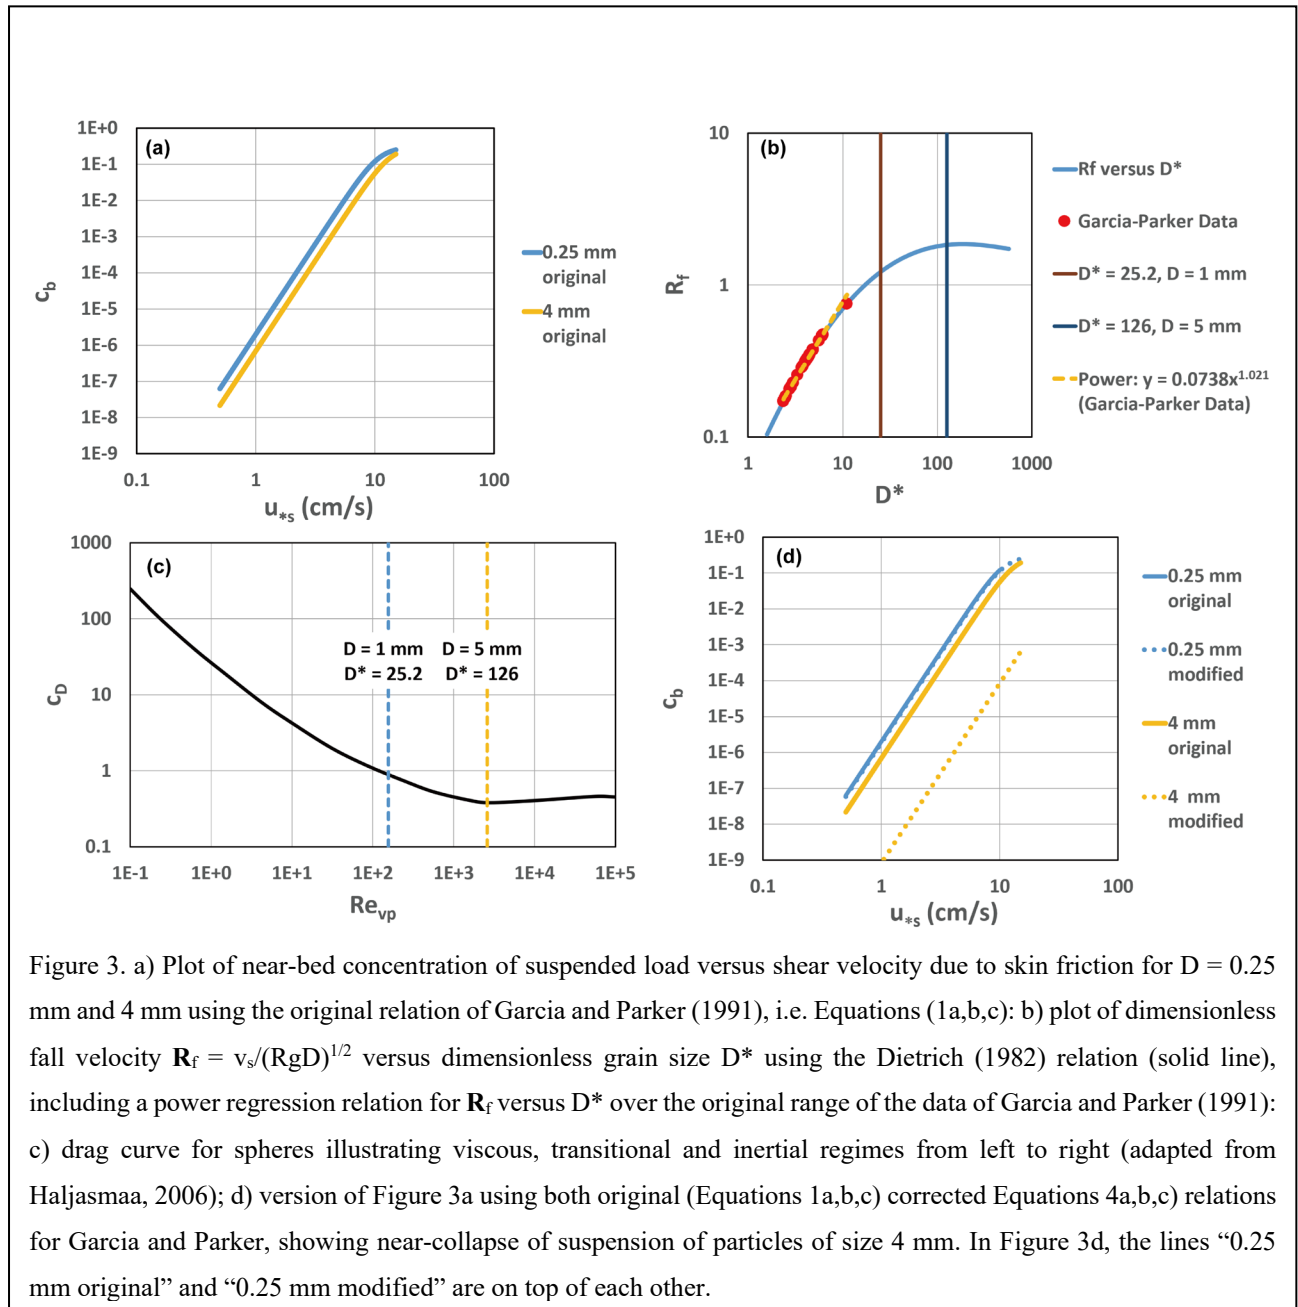 (a)
1E+0
1E-1
1E-2
1E-3
1E-4
1E-5
1E-6
1E-7
1E-8
1E-9
c_b
0.1
1
10
100
u_{*s} (cm/s)
0.25 mm
original
4 mm
original
(b)
10
1
0.1
R_f
1
10
100
1000
D*
Rf versus D*
Garcia-Parker Data
D* = 25.2, D = 1 mm
D* = 126, D = 5 mm
Power: y = 0.0738x^{1.021}
(Garcia-Parker Data)
(c)
1000
100
10
1
0.1
c_D
D = 1 mm
D* = 25.2
D = 5 mm
D* = 126
1E-1
1E+0
1E+1
1E+2
1E+3
1E+4
1E+5
Re_{vp}
(d)
1E+0
1E-1
1E-2
1E-3
1E-4
1E-5
1E-6
1E-7
1E-8
1E-9
c_b
0.1
1
10
100
u_{*s} (cm/s)
0.25 mm
original
0.25 mm
modified
4 mm
original
4 mm
modified
Figure 3. a) Plot of near-bed concentration of suspended load versus shear velocity due to skin friction for D = 0.25
mm and 4 mm using the original relation of Garcia and Parker (1991), i.e. Equations (1a,b,c): b) plot of dimensionless
fall velocity R_f = v_s/(RgD)^{1/2} versus dimensionless grain size D* using the Dietrich (1982) relation (solid line),
including a power regression relation for R_f versus D* over the original range of the data of Garcia and Parker (1991):
c) drag curve for spheres illustrating viscous, transitional and inertial regimes from left to right (adapted from
Haljasmaa, 2006); d) version of Figure 3a using both original (Equations 1a,b,c) corrected Equations 4a,b,c) relations
for Garcia and Parker, showing near-collapse of suspension of particles of size 4 mm. In Figure 3d, the lines “0.25
mm original” and “0.25 mm modified” are on top of each other.